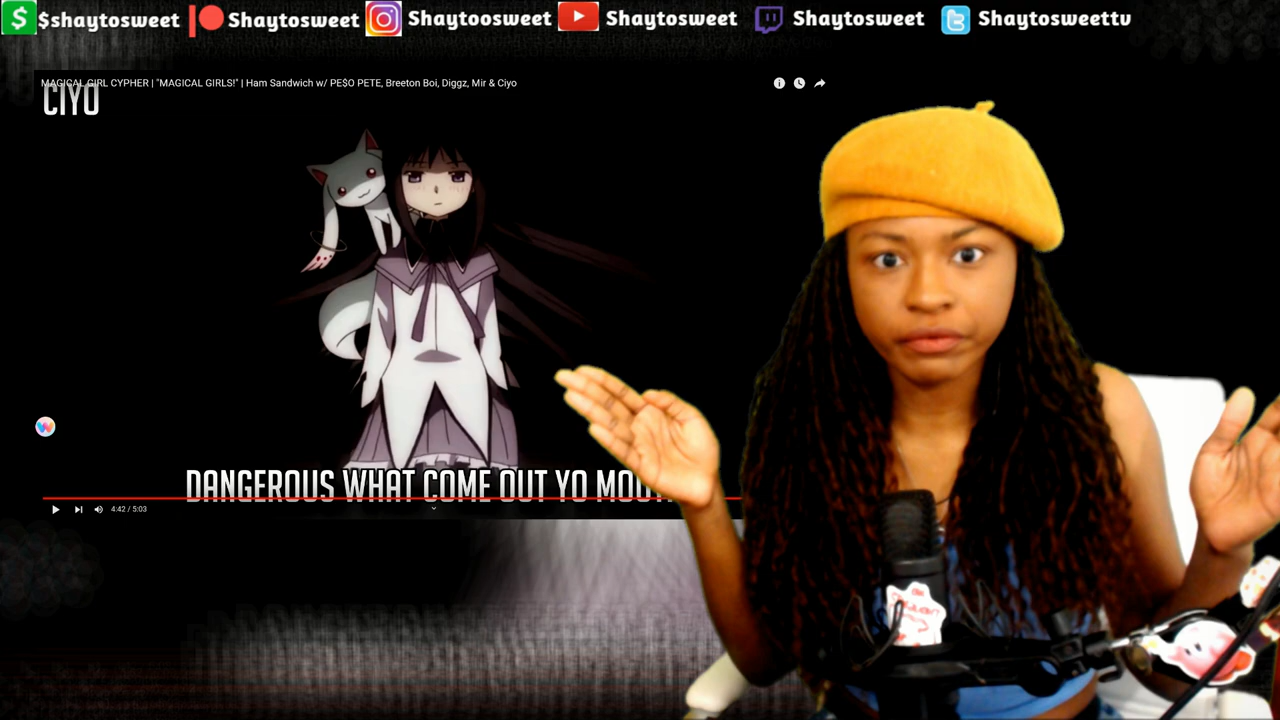 $shaytosweet Shaytosweet Shaytoosweet Shaytosweet Shaytosweet Shaytosweettv
MAGICAL GIRL CYPHER | "MAGICAL GIRLS!" | Ham Sandwich w/ PE$O PETE, Breeton Boi, Diggz, Mir & Ciyo
CIYO
DANGEROUS WHAT COME OUT YO
4:42 / 5:03